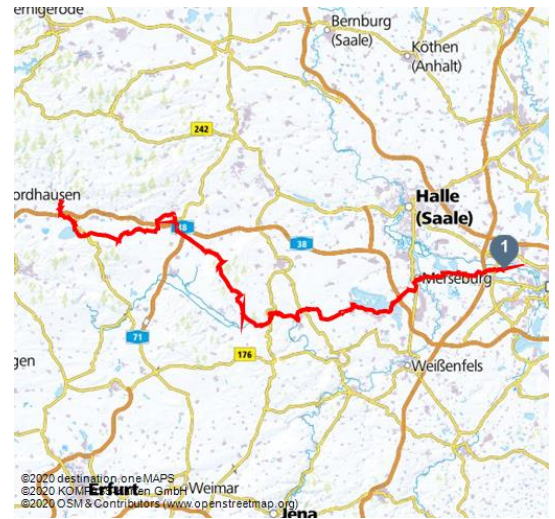 ernigerode
Bernburg
(Saale)
Köthen
(Anhalt)
242
ordhausen
Halle
(Saale)
38
38
1
Merseburg
71
176
Weißenfels
gen
©2020 destination.one MAPS
©2020 KOMPASS-Karten GmbH
Erfurt
Weimar
©2020 OSM & Contributors (www.openstreetmap.org)
Jena